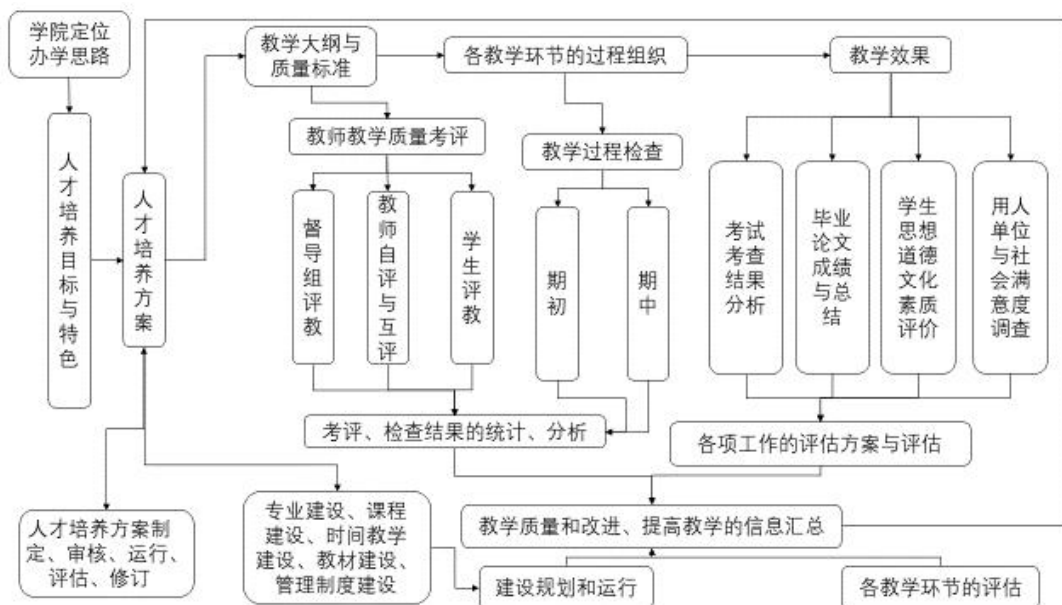 学院定位
办学思路
教学大纲与
质量标准
各教学环节的过程组织
教学效果
教师教学质量考评
教学过程检查
人才培养目标与特色
人才培养方案
督导组评教
教师自评与互评
学生评教
期初
期中
考试
考查
结果
分析
毕业
论文
成绩
与总
结
学生
思想
道德
文化
素质
评价
用人
单位
与社
会满
意度
调查
考评、检查结果的统计、分析
各项工作的评估方案与评估
人才培养方案制
定、审核、运行、
评估、修订
专业建设、课程
建设、时间教学
建设、教材建设、
管理制度建设
教学质量和改进、提高教学的信息汇总
建设规划和运行
各教学环节的评估